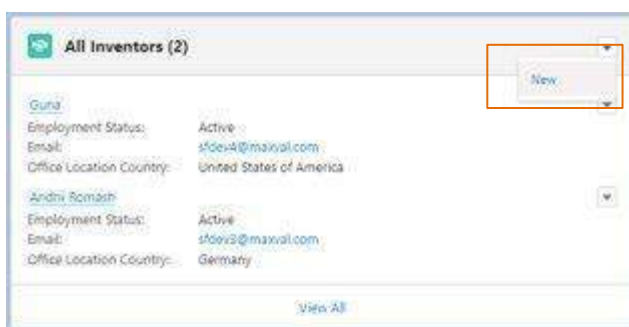 All Inventors (2)
New
Guna
Employment Status: Active
Email: sfdev4@maxval.com
Office Location Country: United States of America
Andhi Romash
Employment Status: Active
Email: sfdev3@maxval.com
Office Location Country: Germany
View All